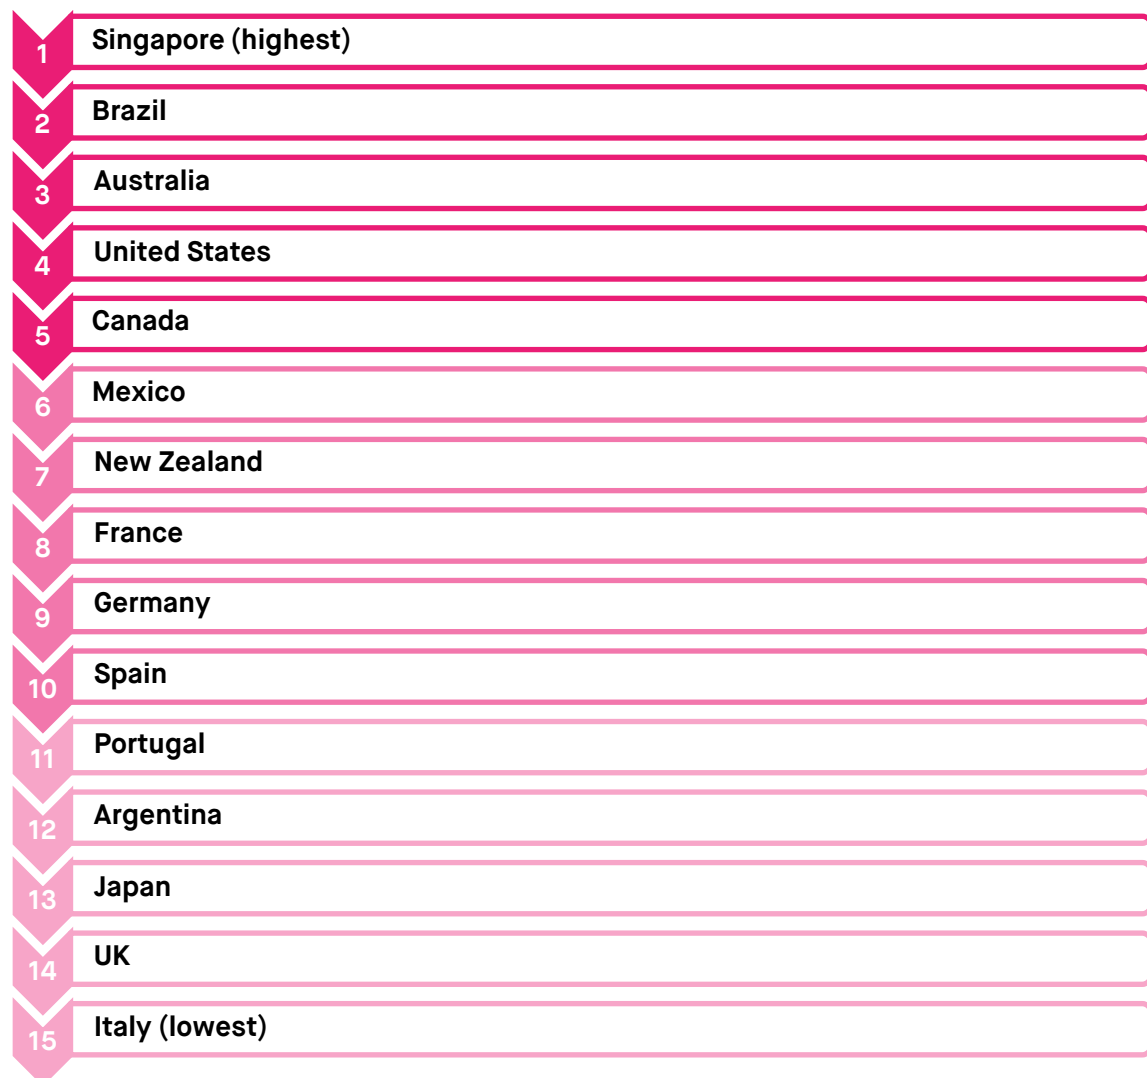 1 Singapore (highest)
2 Brazil
3 Australia
4 United States
5 Canada
6 Mexico
7 New Zealand
8 France
9 Germany
10 Spain
11 Portugal
12 Argentina
13 Japan
14 UK
15 Italy (lowest)